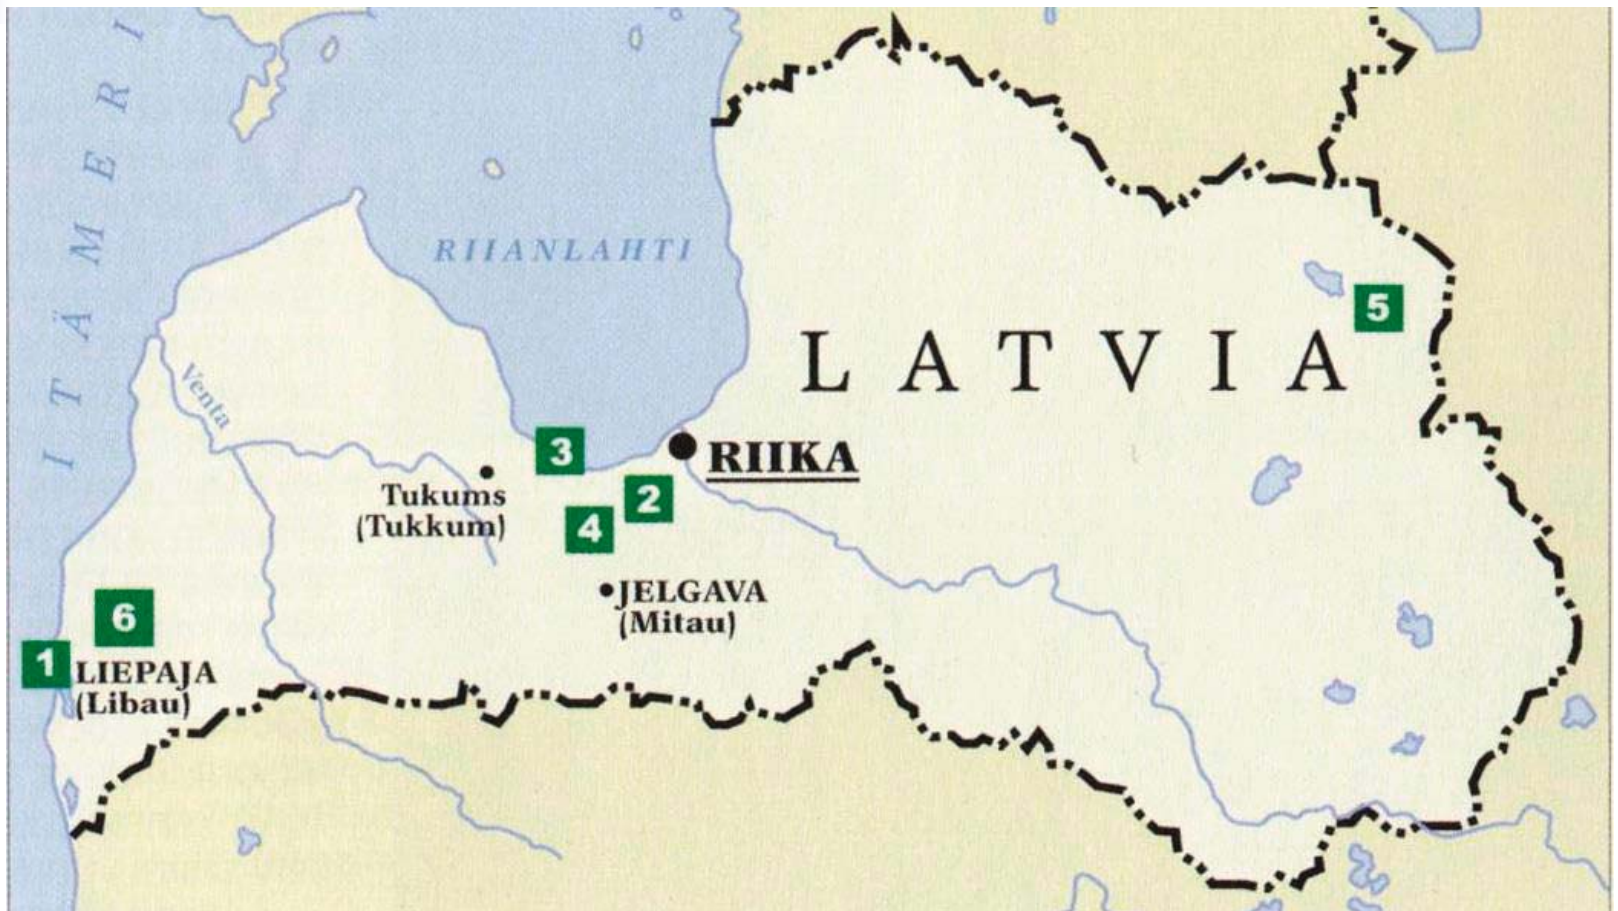 ITÄMERI
RIIANLAHTI
5
LATVIA
Venta
3
RIIKA
Tukums
(Tukkum)
2
4
JELGAVA
(Mitau)
6
1
LIEPAJA
(Libau)